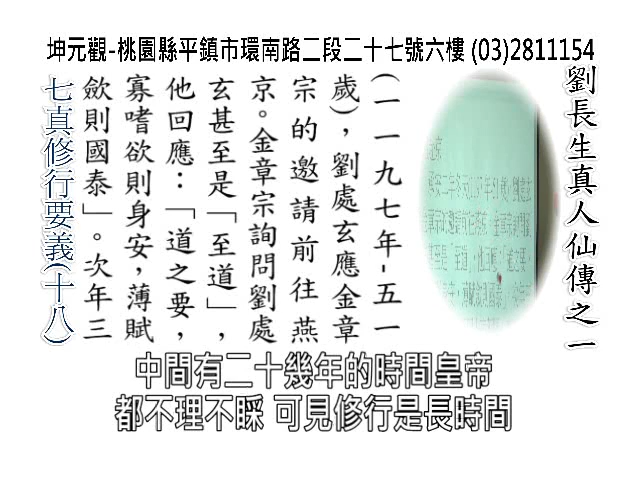 坤元觀-桃園縣平鎮市環南路二段二十七號六樓 (03)2811154
劉長生真人仙傳之一
(一一九七年-五一
歲)，劉處玄應金章
宗的邀請前往燕
京。金章宗詢問劉處
玄甚至是「至道」，
他回應：「道之要，
寡嗜欲則身安，薄賦
斂則國泰」。次年三
七真修行要義(十八)
中間有二十幾年的時間皇帝
都不理不睬 可見修行是長時間